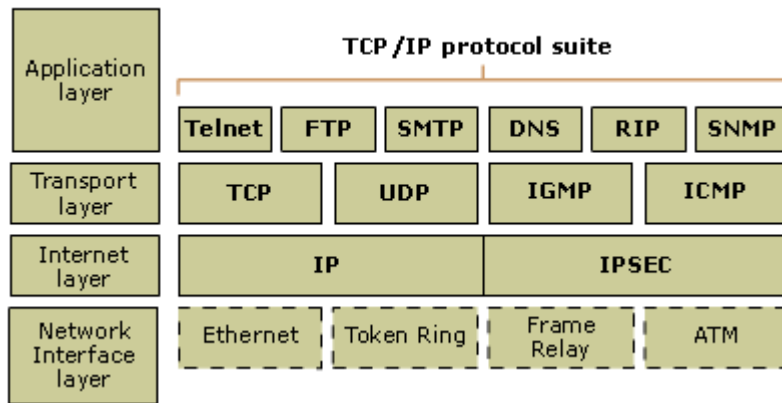 TCP/IP protocol suite
Application
layer
Telnet FTP SMTP DNS RIP SNMP
Transport
layer
TCP UDP IGMP ICMP
Internet
layer
IP IPSEC
Network
Interface
layer
Ethernet Token Ring Frame
Relay ATM